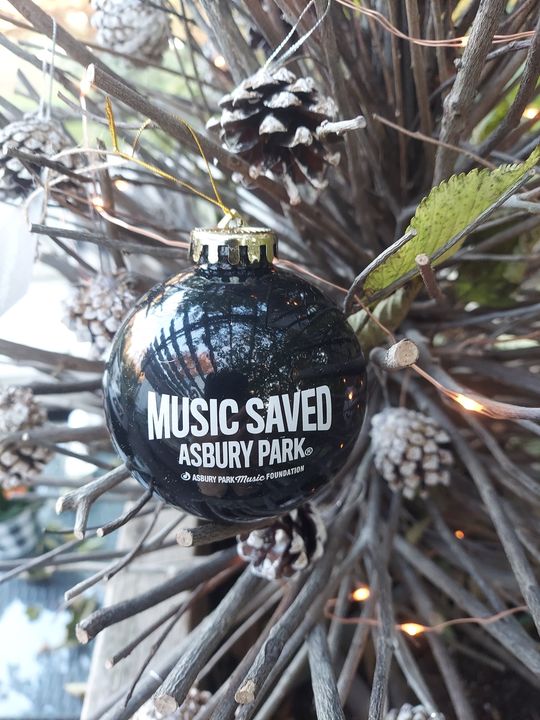 MUSIC SAVED
ASBURY PARK®
ASBURY PARK Music FOUNDATION